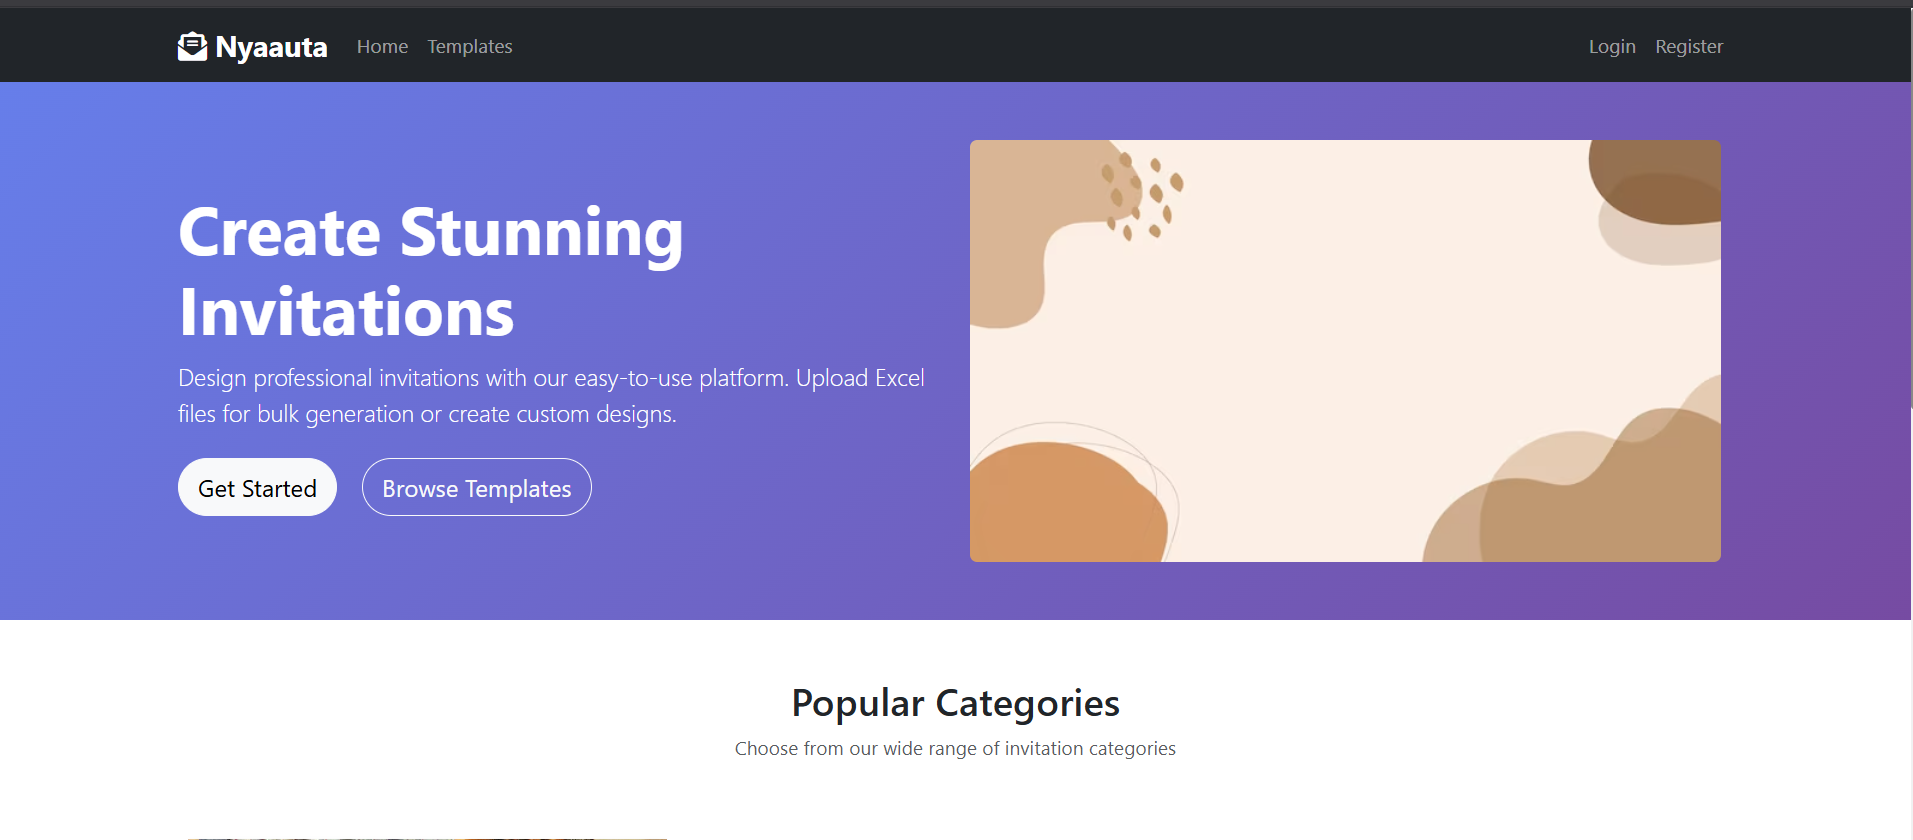 Nyaauta
Home
Templates
Login
Register
Create Stunning
Invitations
Design professional invitations with our easy-to-use platform. Upload Excel
files for bulk generation or create custom designs.
Get Started
Browse Templates
Popular Categories
Choose from our wide range of invitation categories